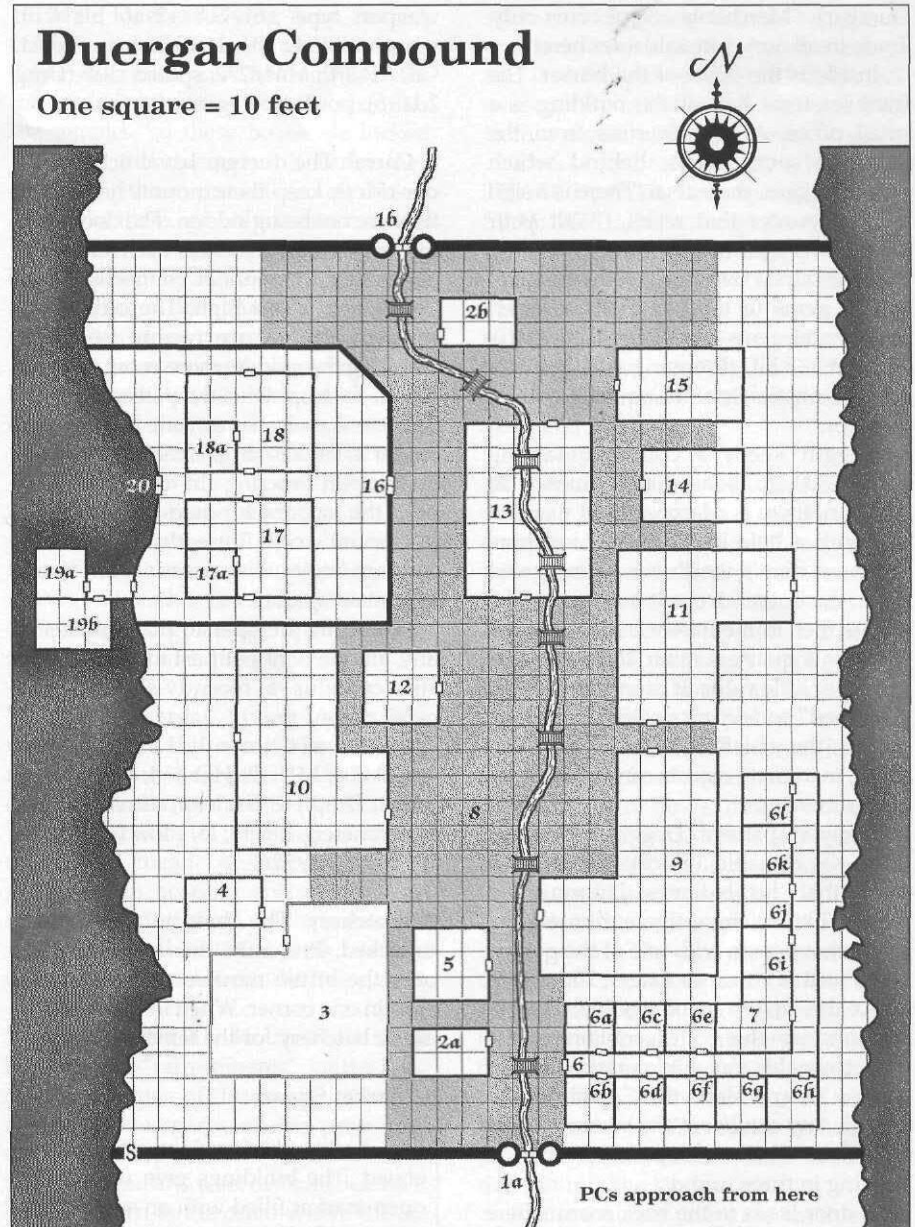 Duergar Compound
One square = 10 feet
N
1b
2b
15
18
18a
20
16
14
13
17
17a
19a
19b
11
12
10
8
6l
9
6k
4
6j
5
6i
3
6a 6c 6e 7
2a
6
6b 6d 6f 6g 6h
S
1a
PCs approach from here